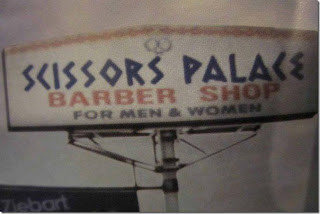 SCISSORS PALACE
BARBER SHOP
FOR MEN & WOMEN
Ziebart